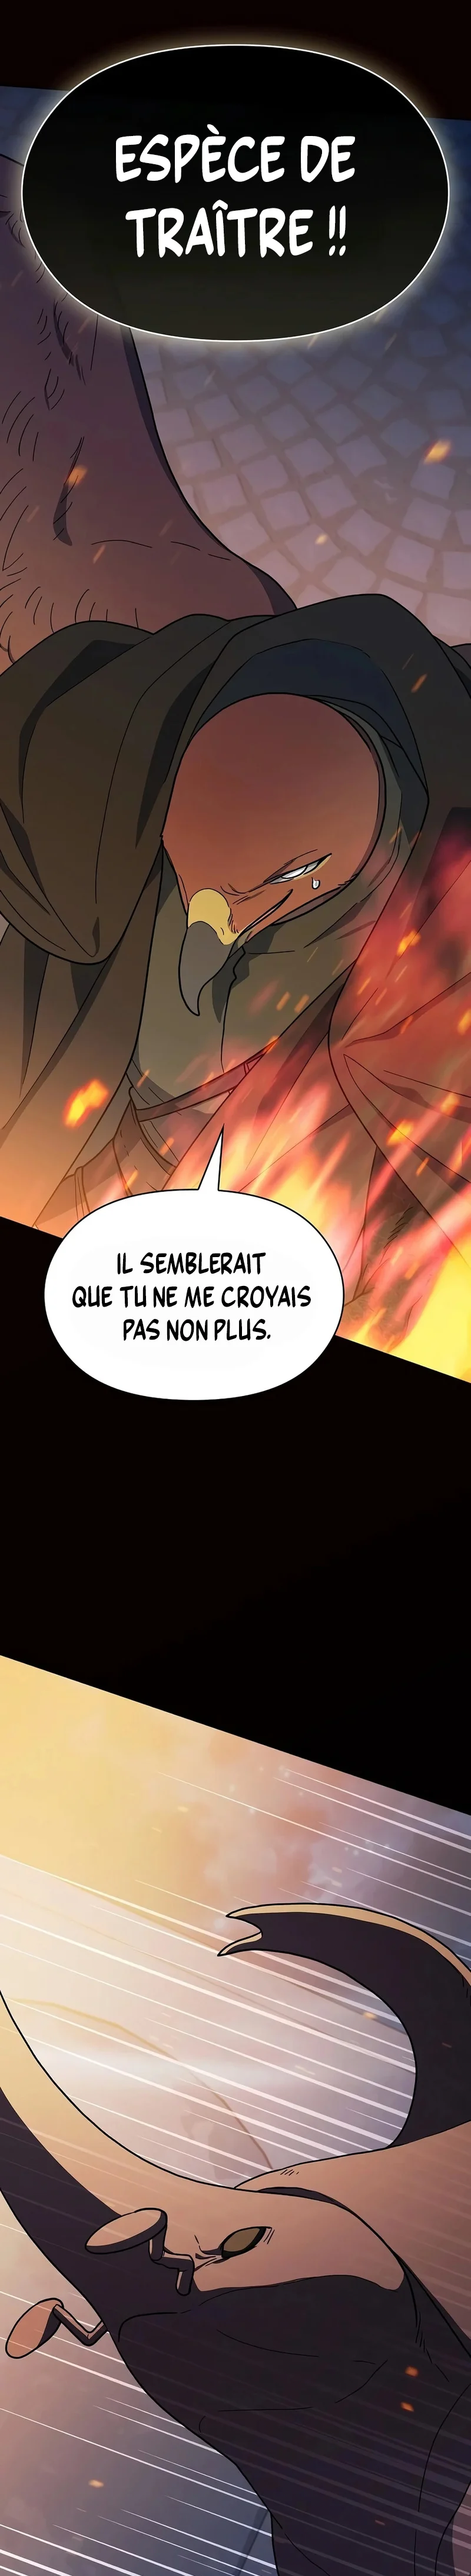 ESPÈCE DE
TRAÎTRE !!
IL SEMBLERAIT
QUE TU NE ME CROYAIS
PAS NON PLUS.